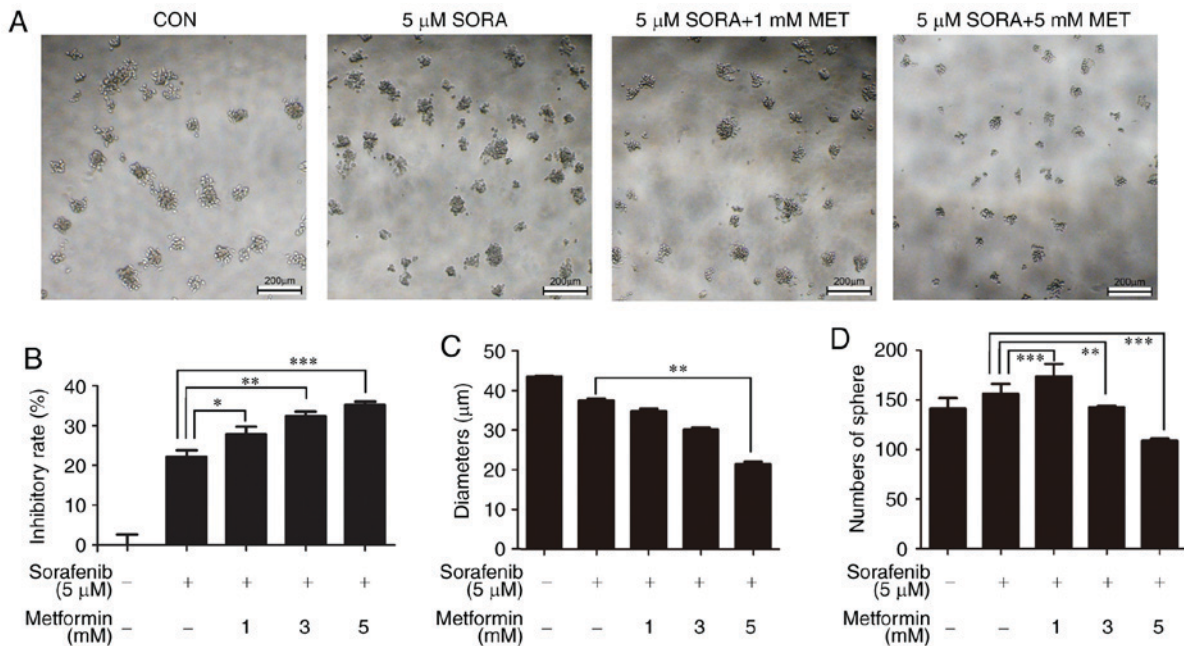 A
CON
5 μM SORA
5 μM SORA+1 mM MET
5 μM SORA+5 mM MET
200μm
200μm
200μm
200μm
B
Inhibitory rate (%)
40
30
20
10
0
*
**
***
Sorafenib (5 μM) – + + + +
Metformin (mM) – – 1 3 5
C
Diameters (μm)
50
40
30
20
10
0
**
Sorafenib (5 μM) – + + + +
Metformin (mM) – – 1 3 5
D
Numbers of sphere
200
150
100
50
0
***
**
***
Sorafenib (5 μM) – + + + +
Metformin (mM) – – 1 3 5